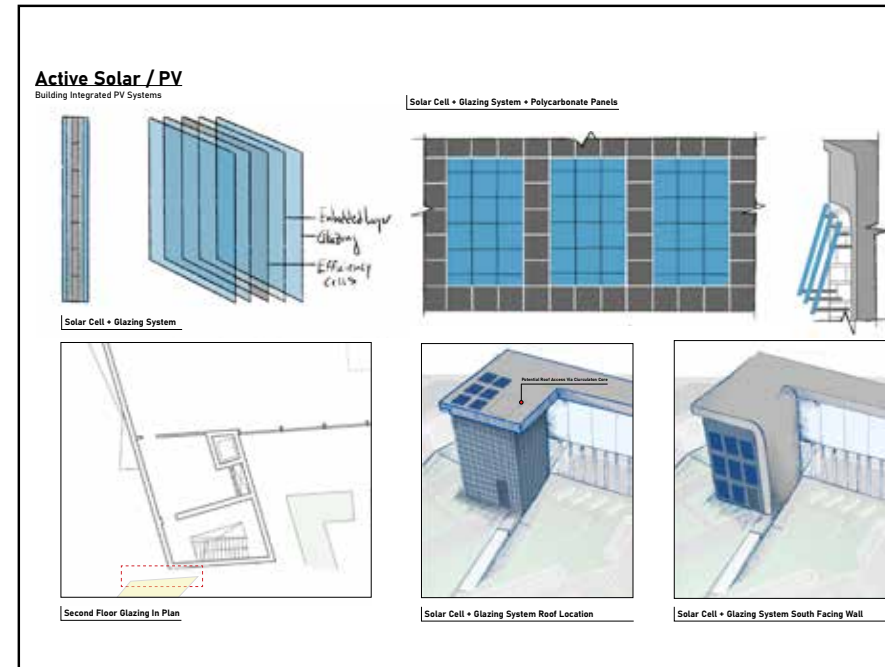 Active Solar / PV
Building Integrated PV Systems
Solar Cell + Glazing System + Polycarbonate Panels
Embedded Layer
Glazing
Efficiency
Cells
Solar Cell + Glazing System
Potential Roof Access Via Circulation Core
Second Floor Glazing In Plan
Solar Cell + Glazing System Roof Location
Solar Cell + Glazing System South Facing Wall